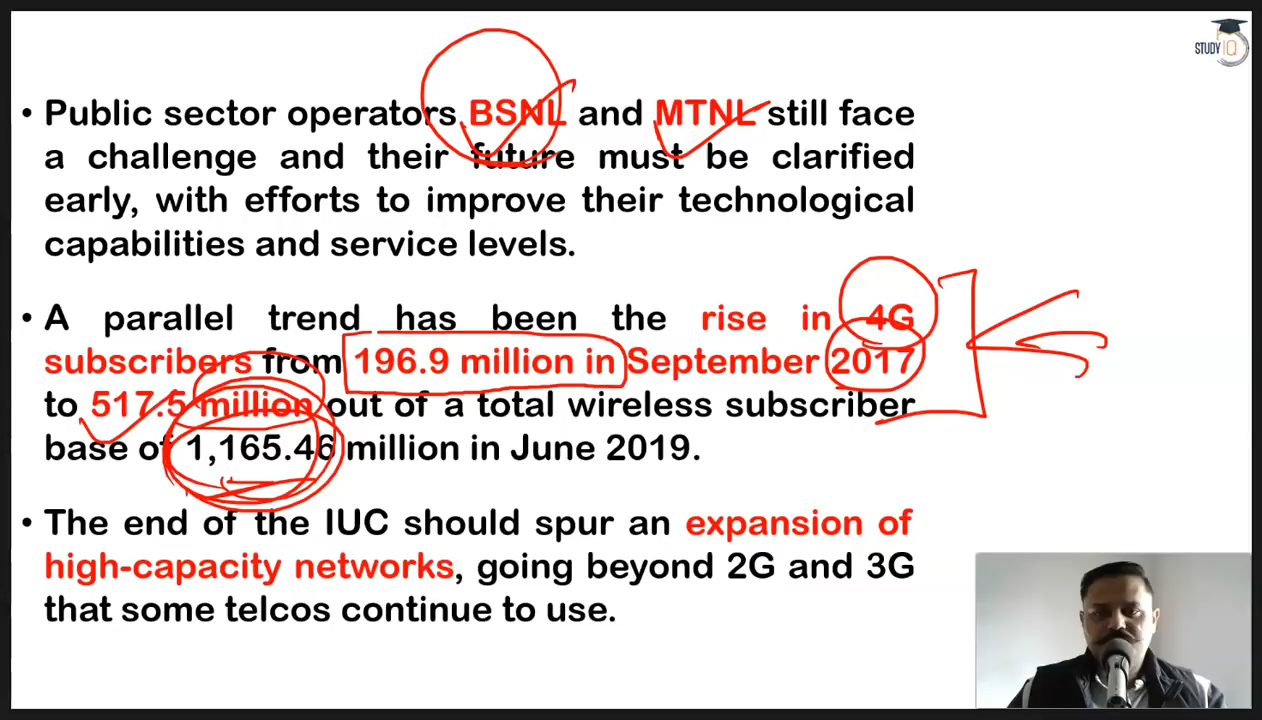 STUDY IQ
• Public sector operators BSNL and MTNL still face
a challenge and their future must be clarified
early, with efforts to improve their technological
capabilities and service levels.
• A parallel trend has been the rise in 4G
subscribers from 196.9 million in September 2017
to 517.5 million out of a total wireless subscriber
base of 1,165.46 million in June 2019.
• The end of the IUC should spur an expansion of
high-capacity networks, going beyond 2G and 3G
that some telcos continue to use.